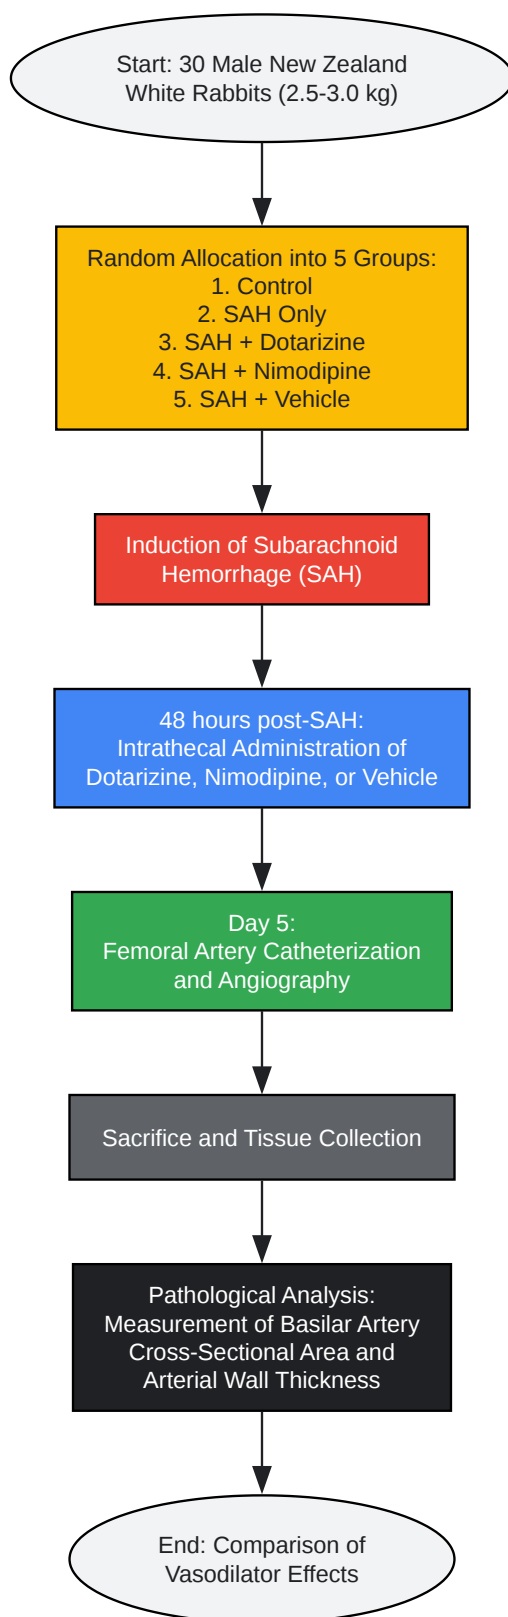 Start: 30 Male New Zealand
White Rabbits (2.5-3.0 kg)
Random Allocation into 5 Groups:
1. Control
2. SAH Only
3. SAH + Dotarizine
4. SAH + Nimodipine
5. SAH + Vehicle
Induction of Subarachnoid
Hemorrhage (SAH)
48 hours post-SAH:
Intrathecal Administration of
Dotarizine, Nimodipine, or Vehicle
Day 5:
Femoral Artery Catheterization
and Angiography
Sacrifice and Tissue Collection
Pathological Analysis:
Measurement of Basilar Artery
Cross-Sectional Area and
Arterial Wall Thickness
End: Comparison of
Vasodilator Effects